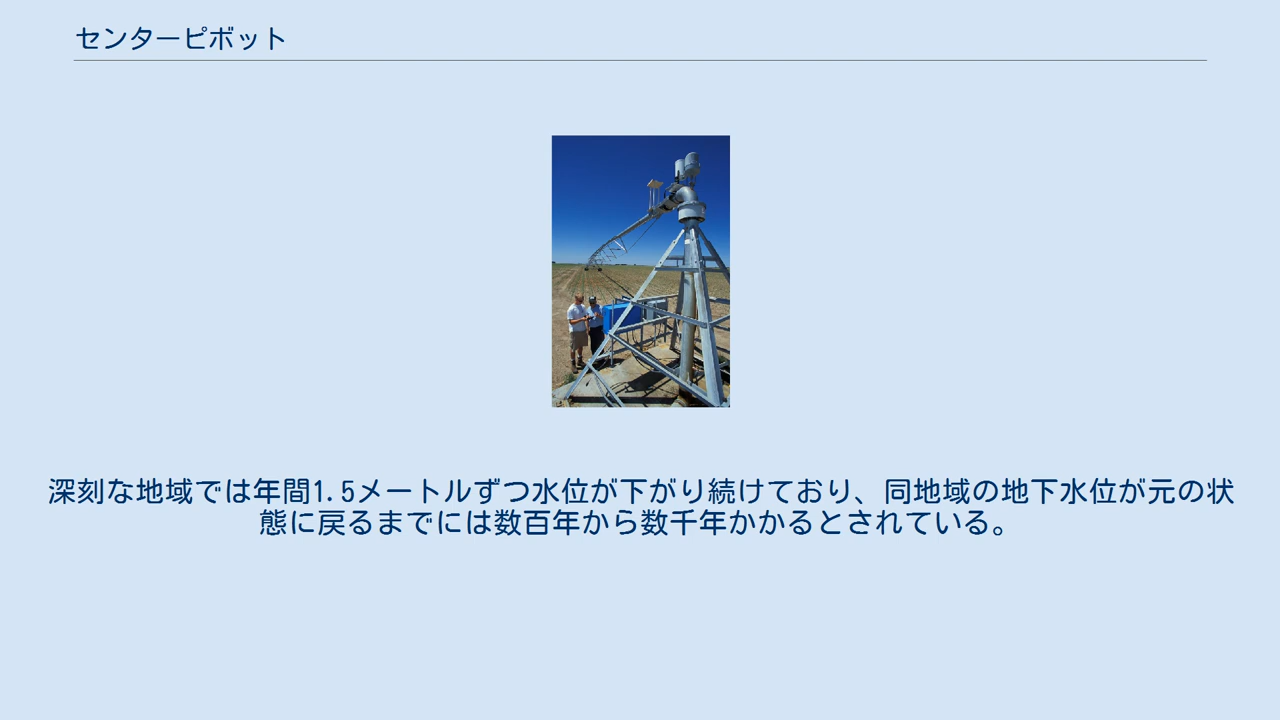 センターピボット
深刻な地域では年間1.5メートルずつ水位が下がり続けており、同地域の地下水位が元の状
態に戻るまでには数百年から数千年かかるとされている。